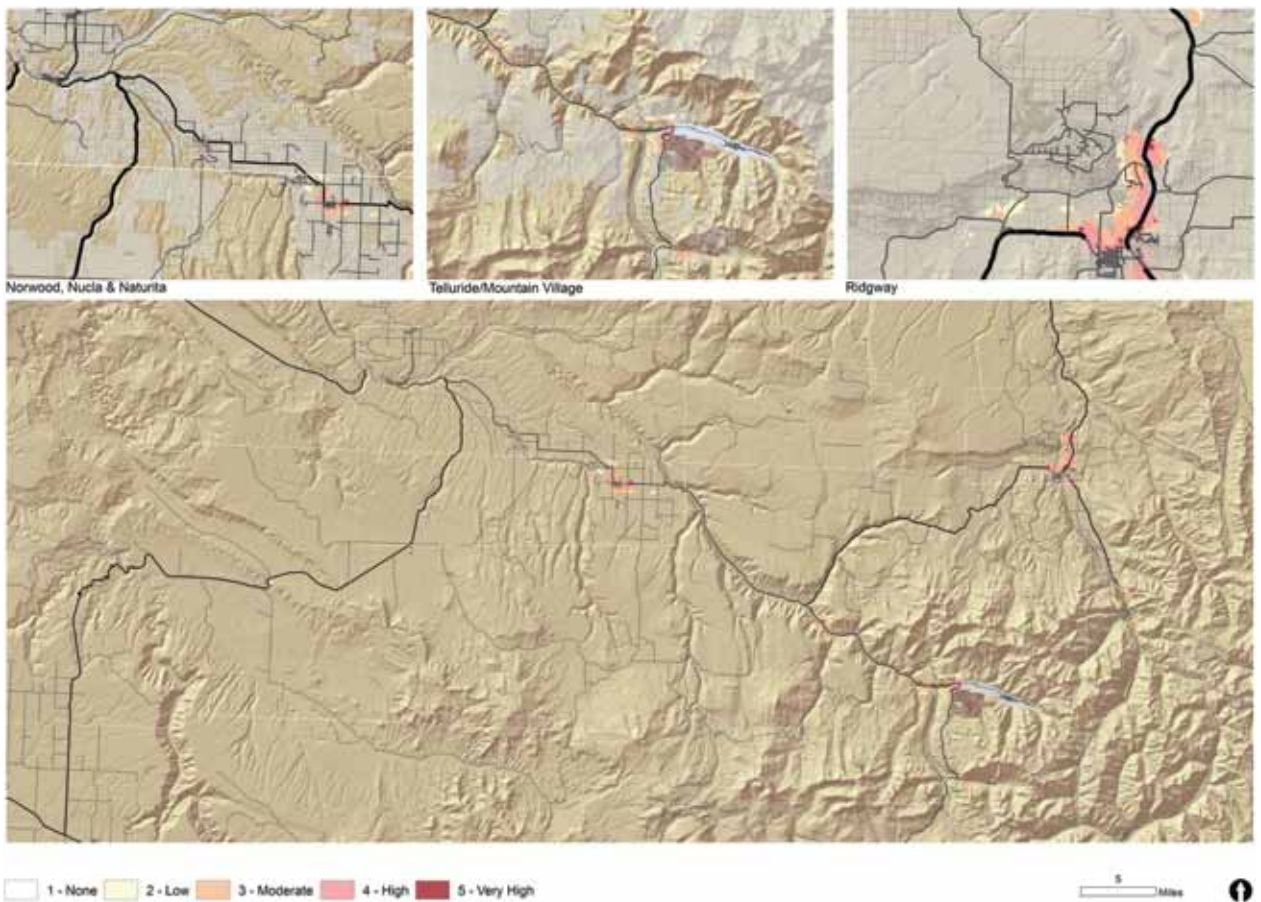 Norwood, Nucla & Naturita
Telluride/Mountain Village
Ridgway
1 - None 2 - Low 3 - Moderate 4 - High 5 - Very High
5
Miles